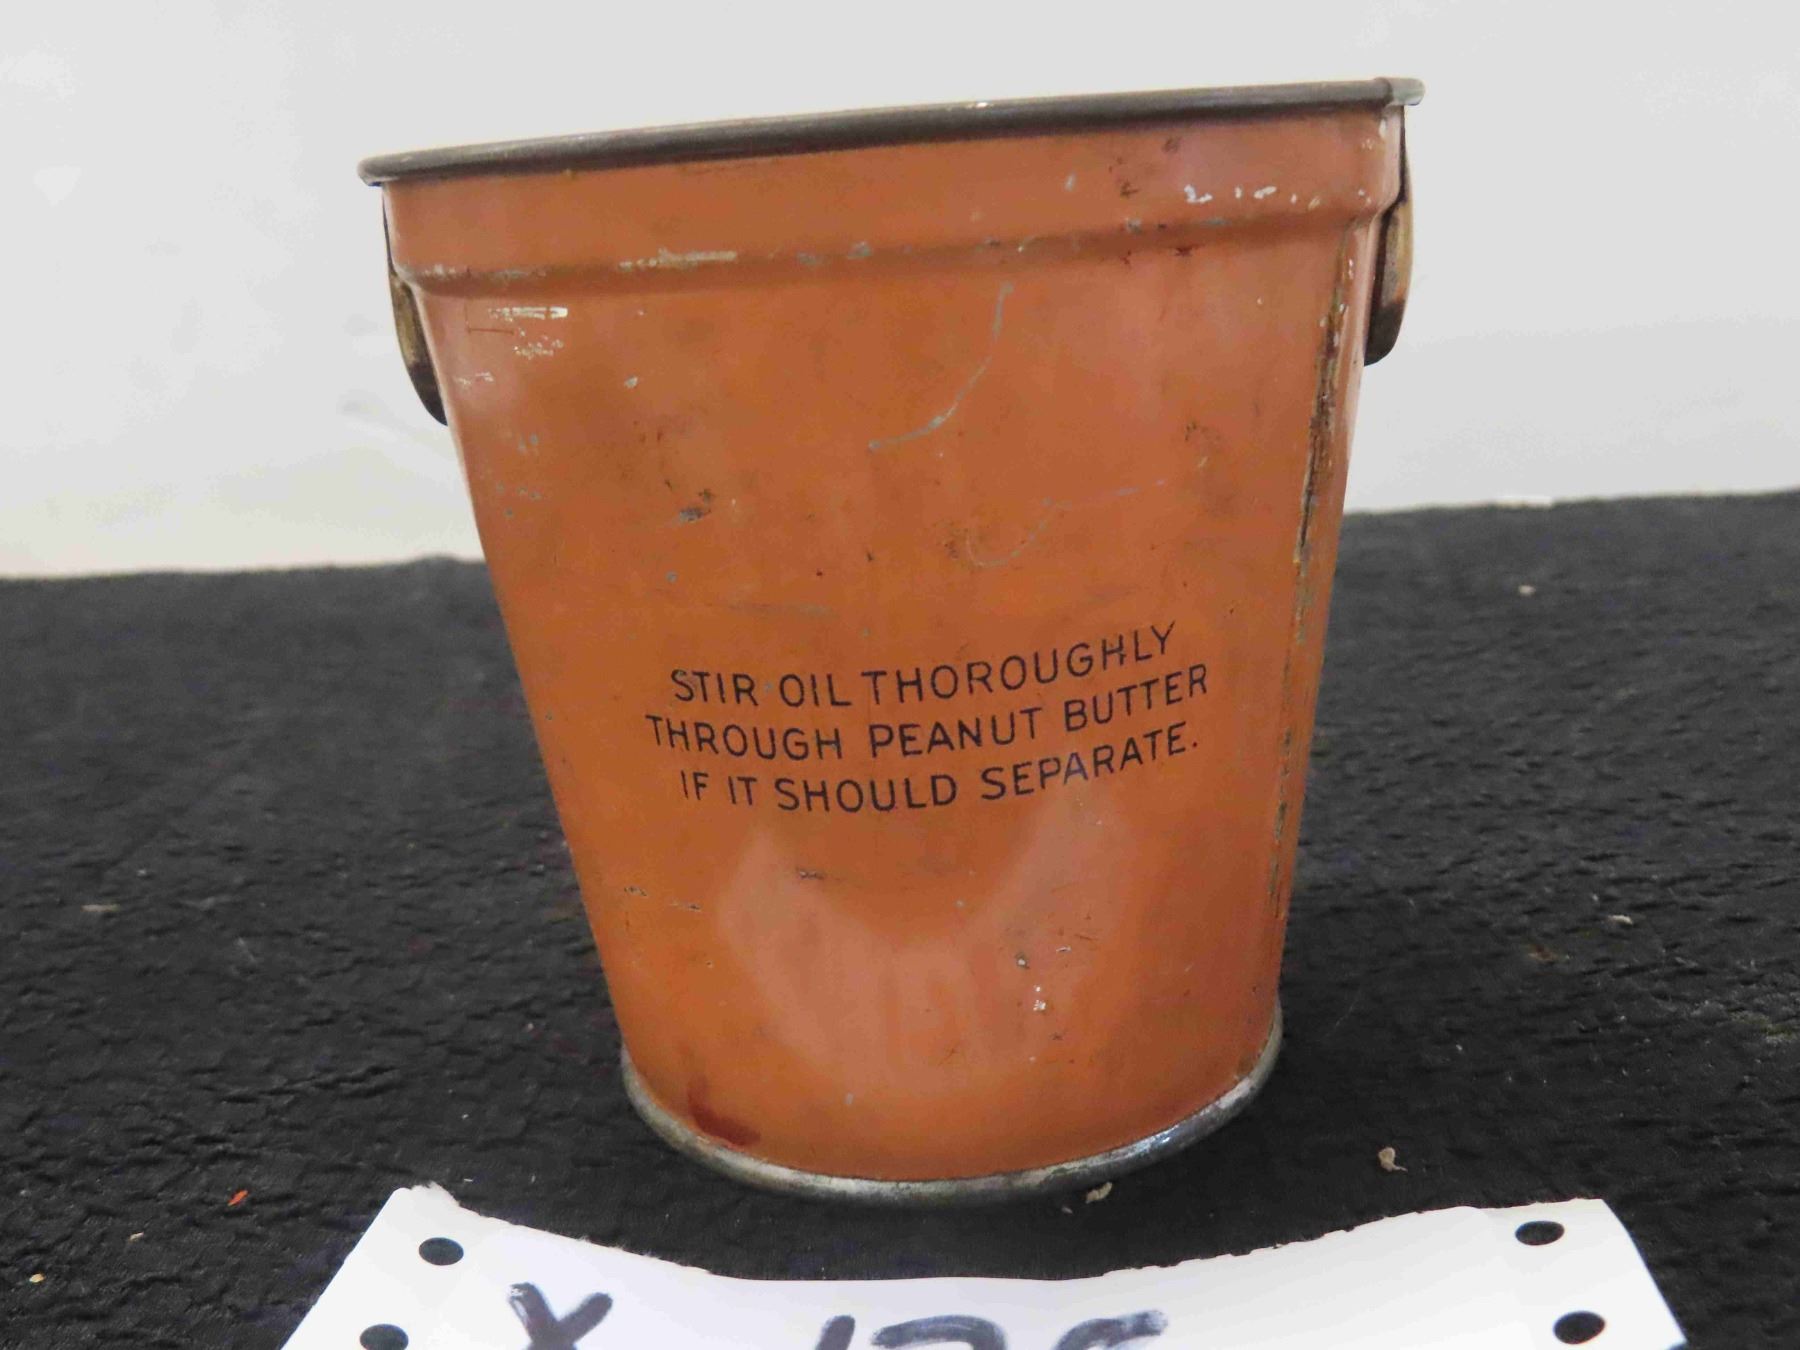 STIR OIL THOROUGHLY
THROUGH PEANUT BUTTER
IF IT SHOULD SEPARATE.
X